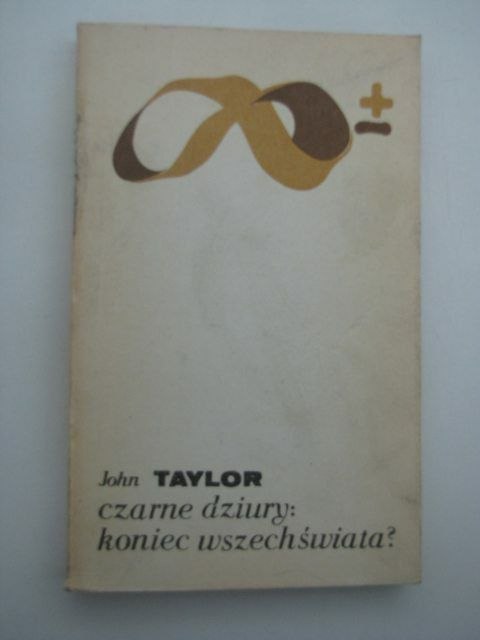 ±
John TAYLOR
czarne dziury:
koniec wszechświata?